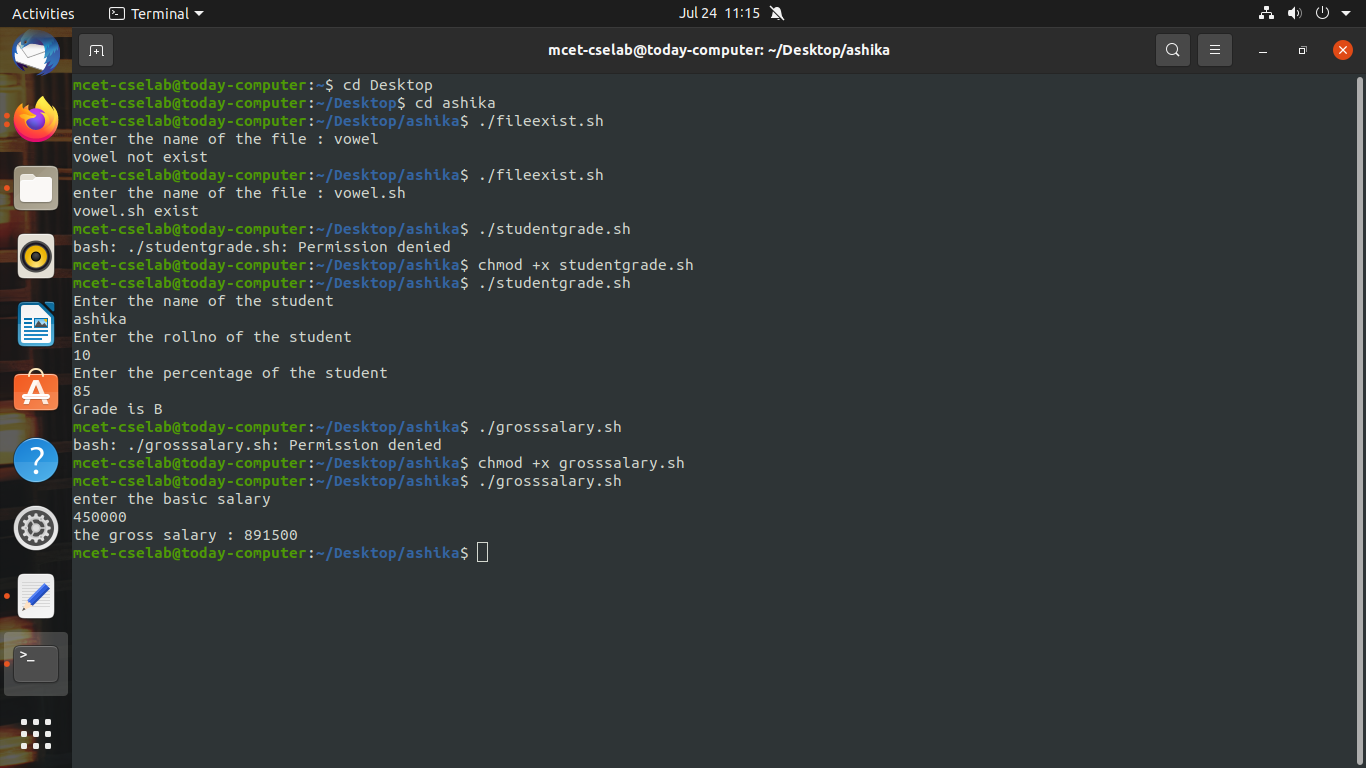 Activities Terminal Jul 24 11:15
mcet-cselab@today-computer: ~/Desktop/ashika
mcet-cselab@today-computer:~$ cd Desktop
mcet-cselab@today-computer:~/Desktop$ cd ashika
mcet-cselab@today-computer:~/Desktop/ashika$ ./fileexist.sh
enter the name of the file : vowel
vowel not exist
mcet-cselab@today-computer:~/Desktop/ashika$ ./fileexist.sh
enter the name of the file : vowel.sh
vowel.sh exist
mcet-cselab@today-computer:~/Desktop/ashika$ ./studentgrade.sh
bash: ./studentgrade.sh: Permission denied
mcet-cselab@today-computer:~/Desktop/ashika$ chmod +x studentgrade.sh
mcet-cselab@today-computer:~/Desktop/ashika$ ./studentgrade.sh
Enter the name of the student
ashika
Enter the rollno of the student
10
Enter the percentage of the student
85
Grade is B
mcet-cselab@today-computer:~/Desktop/ashika$ ./grosssalary.sh
bash: ./grosssalary.sh: Permission denied
mcet-cselab@today-computer:~/Desktop/ashika$ chmod +x grosssalary.sh
mcet-cselab@today-computer:~/Desktop/ashika$ ./grosssalary.sh
enter the basic salary
450000
the gross salary : 891500
mcet-cselab@today-computer:~/Desktop/ashika$